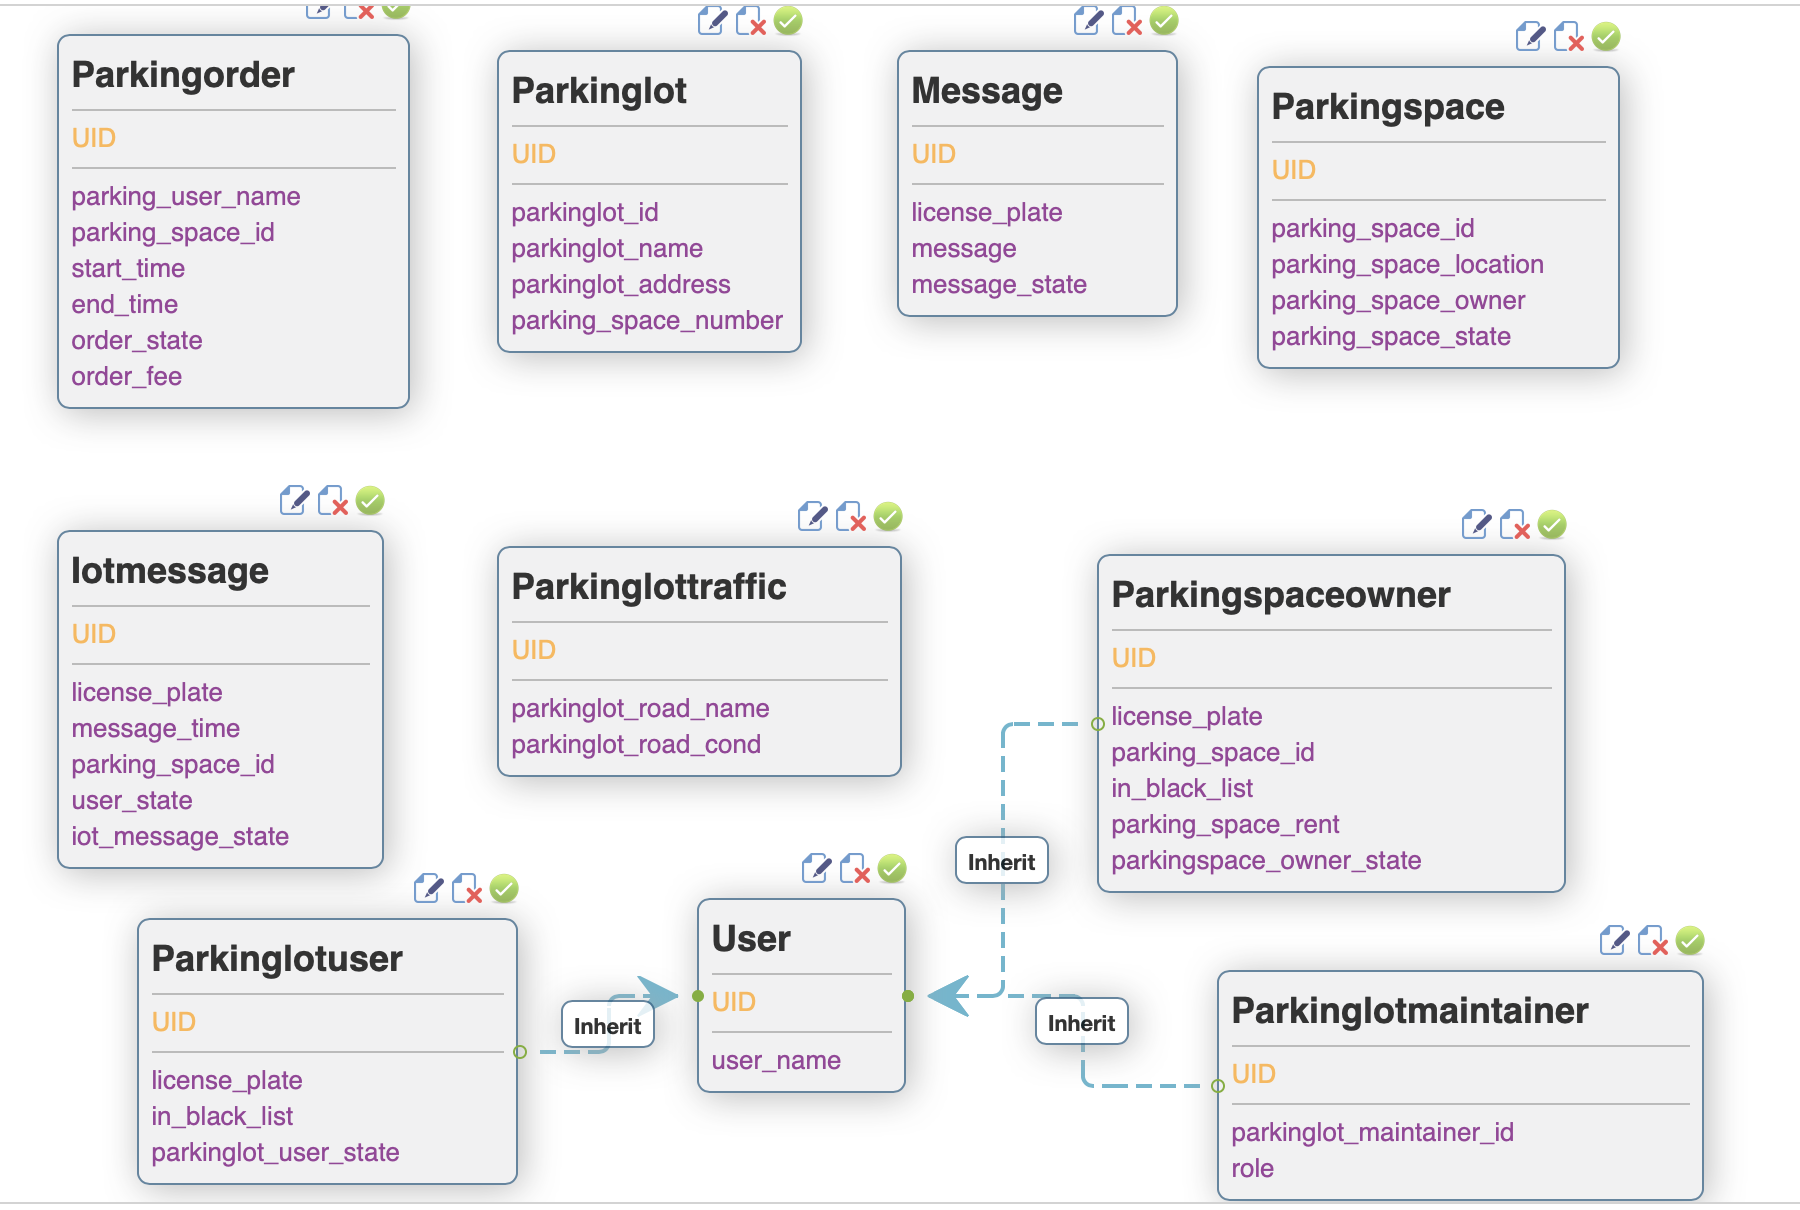 Parkingorder
UID
parking_user_name
parking_space_id
start_time
end_time
order_state
order_fee
Parkinglot
UID
parkinglot_id
parkinglot_name
parkinglot_address
parking_space_number
Message
UID
license_plate
message
message_state
Parkingspace
UID
parking_space_id
parking_space_location
parking_space_owner
parking_space_state
Iotmessage
UID
license_plate
message_time
parking_space_id
user_state
iot_message_state
Parkinglottraffic
UID
parkinglot_road_name
parkinglot_road_cond
Parkingspaceowner
UID
license_plate
parking_space_id
in_black_list
parking_space_rent
parkingspace_owner_state
Inherit
Parkinglotuser
UID
license_plate
in_black_list
parkinglot_user_state
Inherit
User
UID
user_name
Inherit
Parkinglotmaintainer
UID
parkinglot_maintainer_id
role